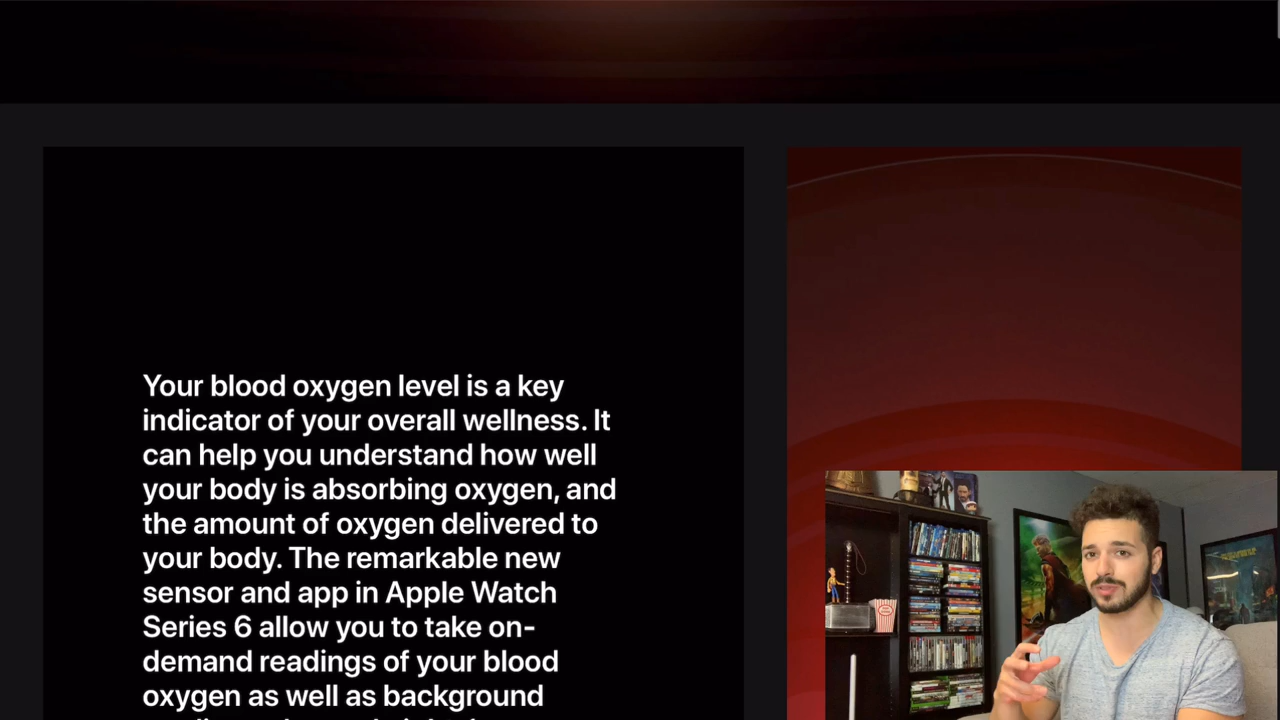 Your blood oxygen level is a key
indicator of your overall wellness. It
can help you understand how well
your body is absorbing oxygen, and
the amount of oxygen delivered to
your body. The remarkable new
sensor and app in Apple Watch
Series 6 allow you to take on-
demand readings of your blood
oxygen as well as background